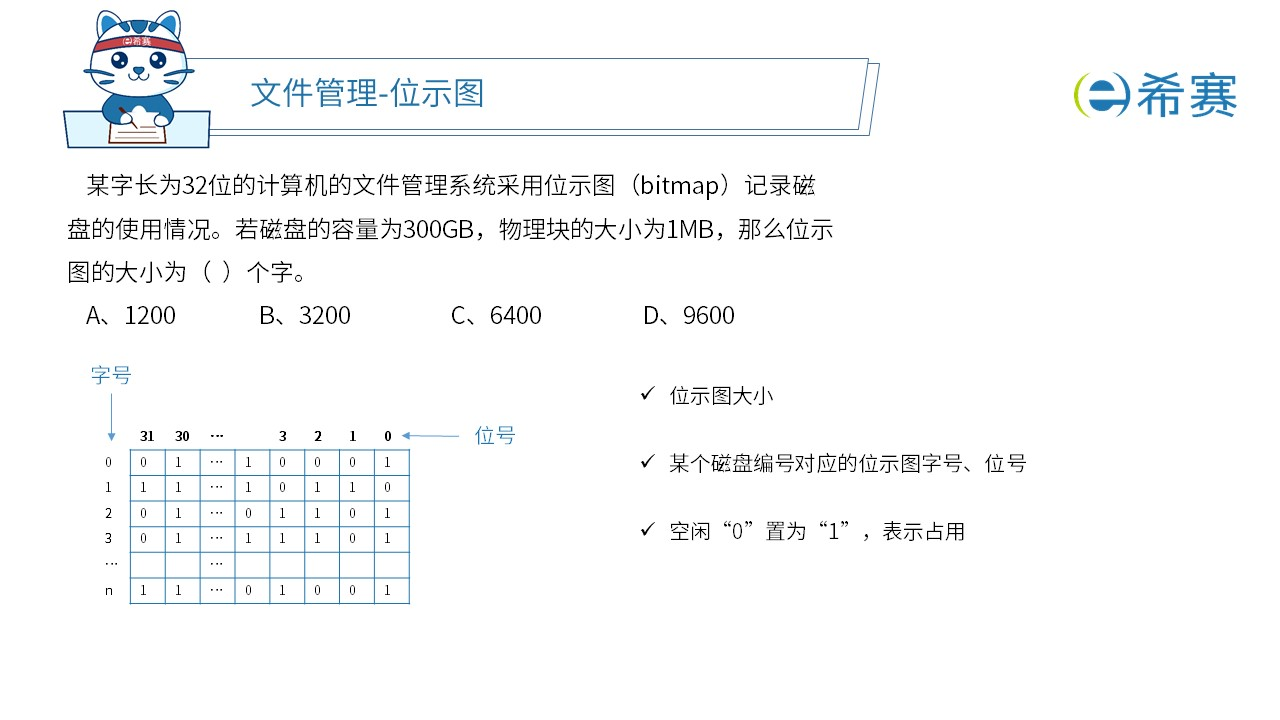 文件管理-位示图
希赛
希赛
某字长为32位的计算机的文件管理系统采用位示图（bitmap）记录磁
盘的使用情况。若磁盘的容量为300GB，物理块的大小为1MB，那么位示
图的大小为（ ）个字。
A、1200 B、3200 C、6400 D、9600
字号
31 30 … 3 2 1 0
位号
0 0 1 … 1 0 0 0 1
1 1 1 … 1 0 1 1 0
2 0 1 … 0 1 1 0 1
3 0 1 … 1 1 1 0 1
… …
n 1 1 … 0 1 0 0 1
✓ 位示图大小
✓ 某个磁盘编号对应的位示图字号、位号
✓ 空闲“0”置为“1”，表示占用